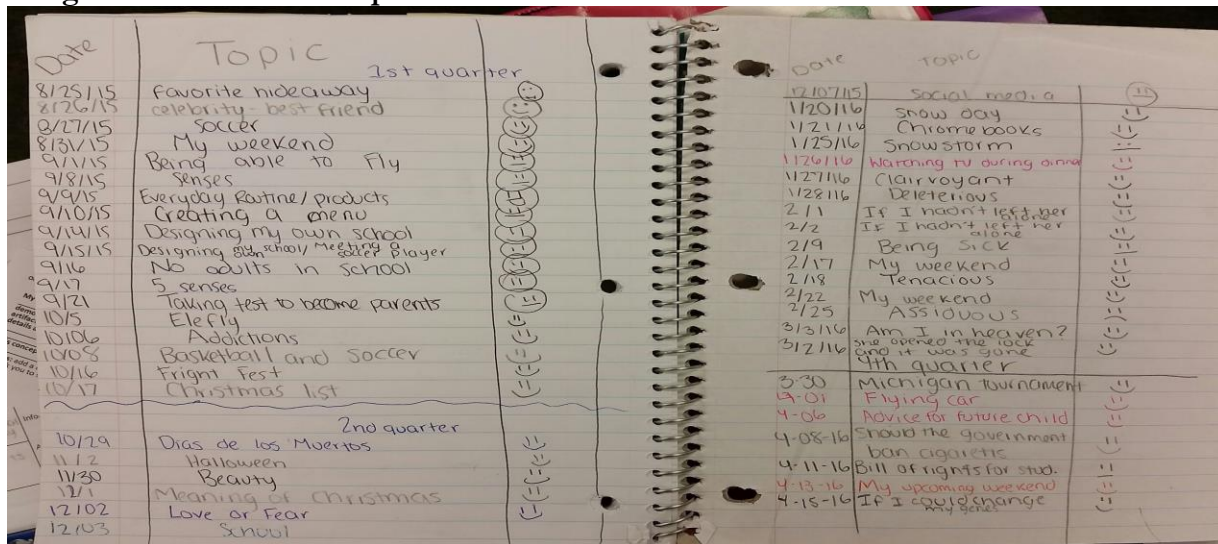 Date Topic
1st quarter
8/25/15 Favorite hideaway
8/26/15 celebrity-best friend
8/27/15 soccer
8/31/15 My weekend
9/1/15 Being able to Fly
9/8/15 Senses
9/9/15 Everyday Routine/products
9/10/15 Creating a menu
9/14/15 Designing my own school
9/15/15 Designing my own school/Meeting a soccer player
9/16 No adults in school
9/17 5 senses
9/21 Taking test to become parents
10/5 Elefly
10/06 Addictions
10/08 Basketball and Soccer
10/16 Fright Fest
10/17 Christmas list
2nd quarter
10/29 Dias de los Muertos
11/2 Halloween
11/30 Beauty
12/1 Meaning of Christmas
12/02 Love or Fear
12/03 School
Date Topic
12/07/15 Social media
1/20/16 Snow day
1/21/16 Chromebooks
1/25/16 Snowstorm
1/26/16 Watching tv during dinner
1/27/16 Clairvoyant
1/28/16 Deleterious
2/1 If I hadn't left her alone
2/2 If I hadn't left her alone
2/9 Being Sick
2/17 My weekend
2/18 Tenacious
2/22 My weekend
2/25 Assiduous
3/3/16 Am I in heaven?
3/2/16 she opened the lock
and it was gone
4th quarter
3-30 Michigan tournament
4-01 Flying car
4-06 Advice for future child
4-08-16 Should the government
ban cigaretts
4-11-16 Bill of rights for stud.
4-13-16 My upcoming weekend
4-15-16 If I could change
my genes